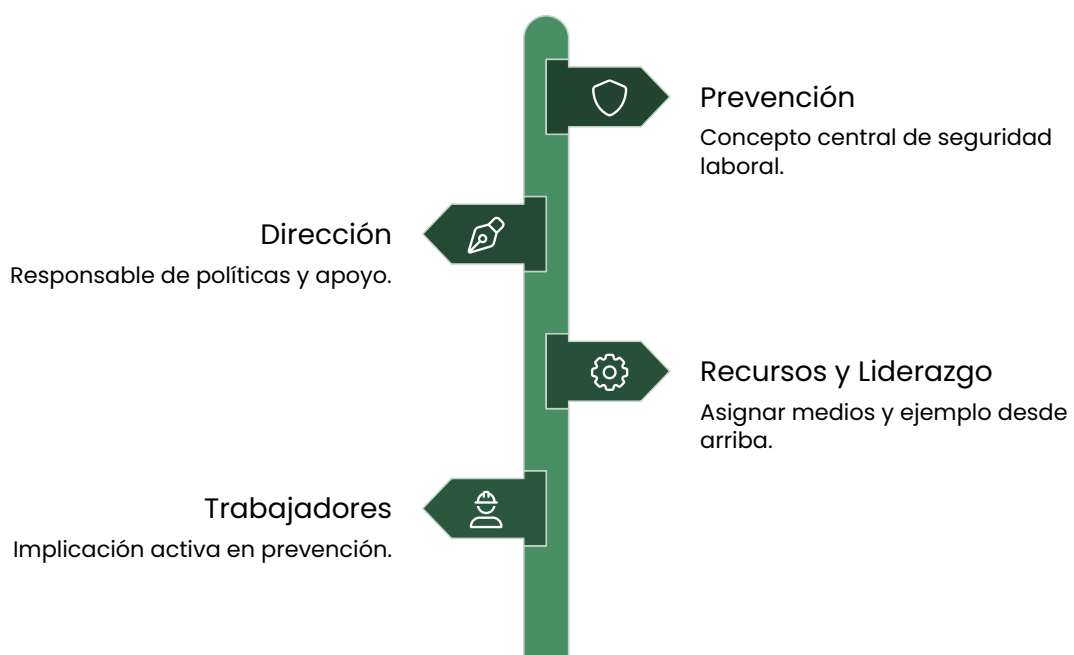 Prevención
Concepto central de seguridad
laboral.
Dirección
Responsable de políticas y apoyo.
Recursos y Liderazgo
Asignar medios y ejemplo desde
arriba.
Trabajadores
Implicación activa en prevención.